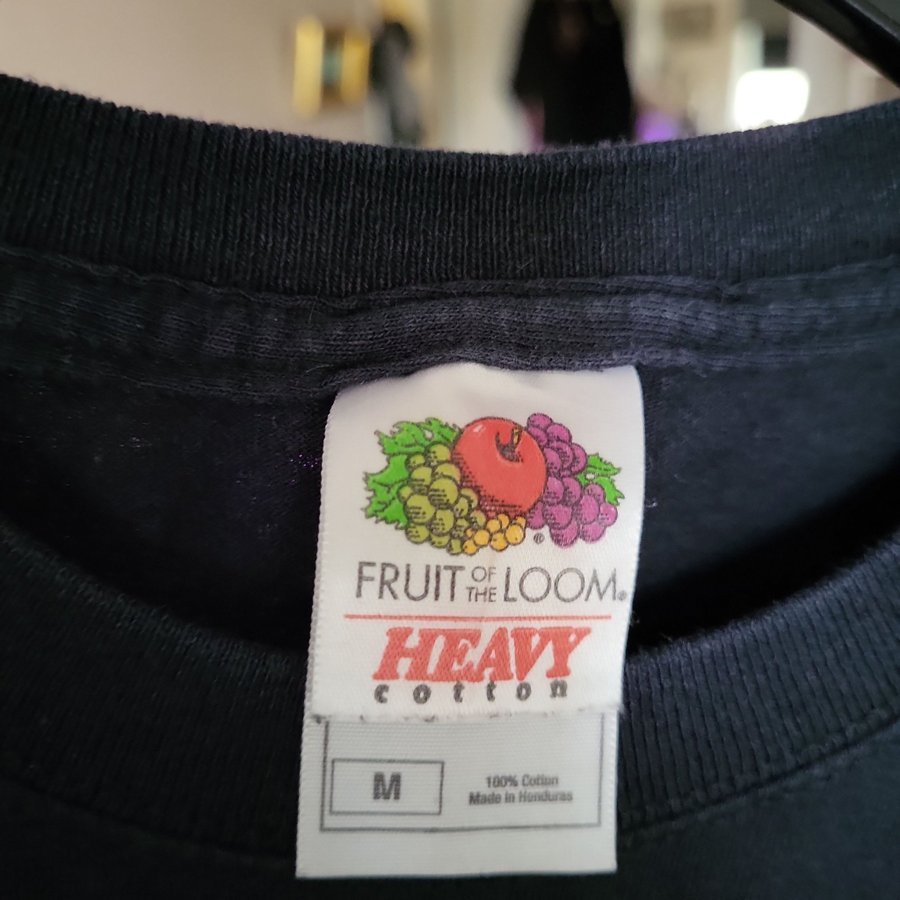 FRUIT OF THE LOOM®
HEAVY
cotton
M
100% Cotton
Made in Honduras